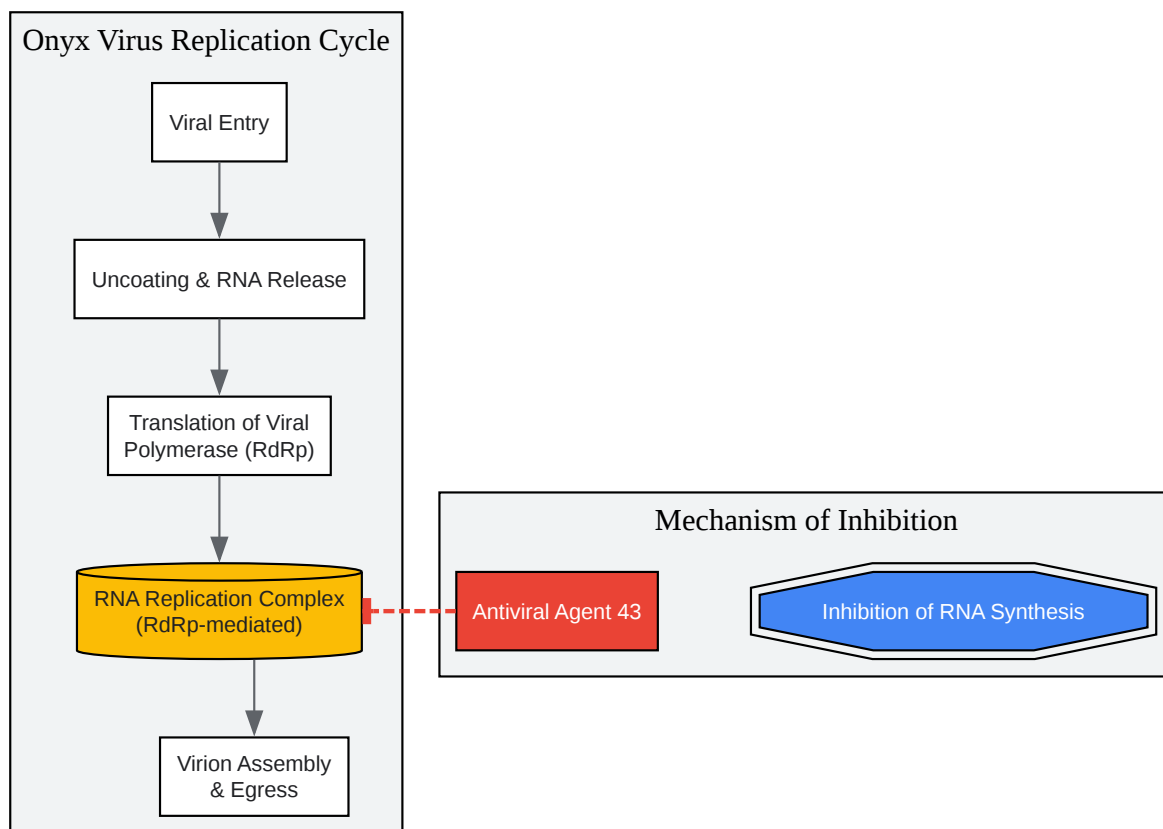 Onyx Virus Replication Cycle
Viral Entry
Uncoating & RNA Release
Translation of Viral
Polymerase (RdRp)
RNA Replication Complex
(RdRp-mediated)
Virion Assembly
& Egress
Mechanism of Inhibition
Antiviral Agent 43
Inhibition of RNA Synthesis